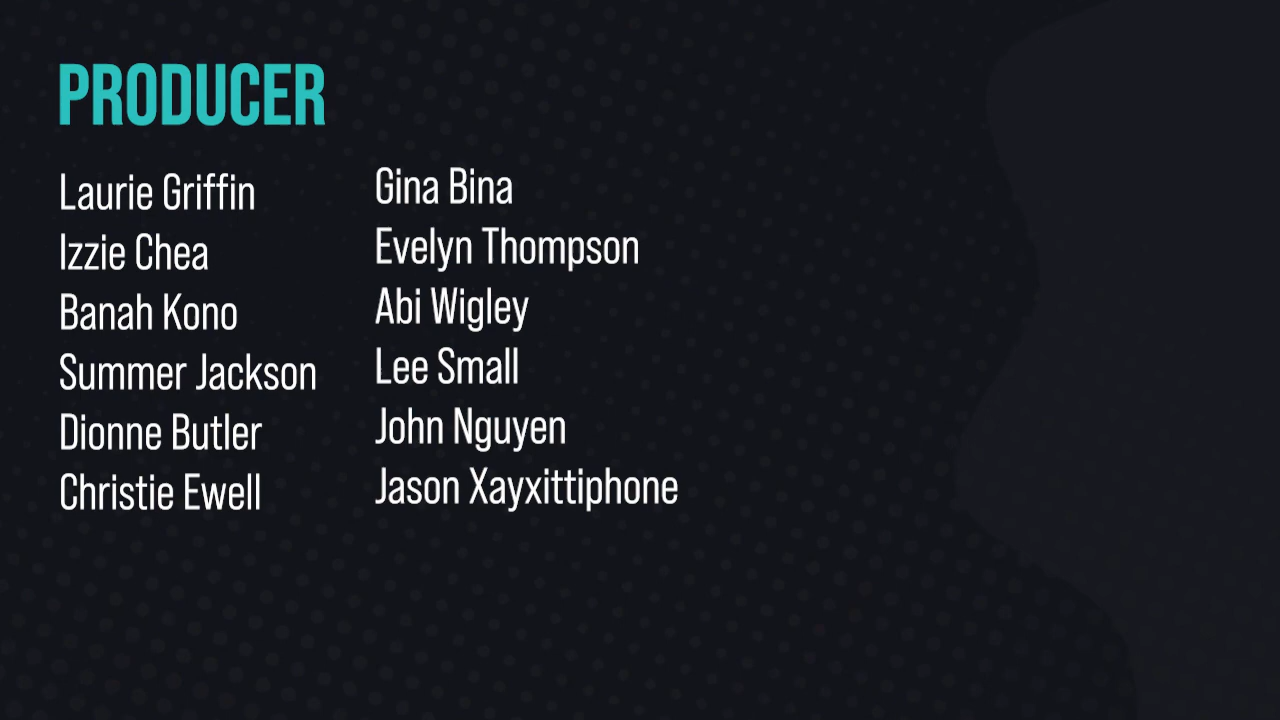 PRODUCER
Laurie Griffin
Izzie Chea
Banah Kono
Summer Jackson
Dionne Butler
Christie Ewell
Gina Bina
Evelyn Thompson
Abi Wigley
Lee Small
John Nguyen
Jason Xayxittiphone